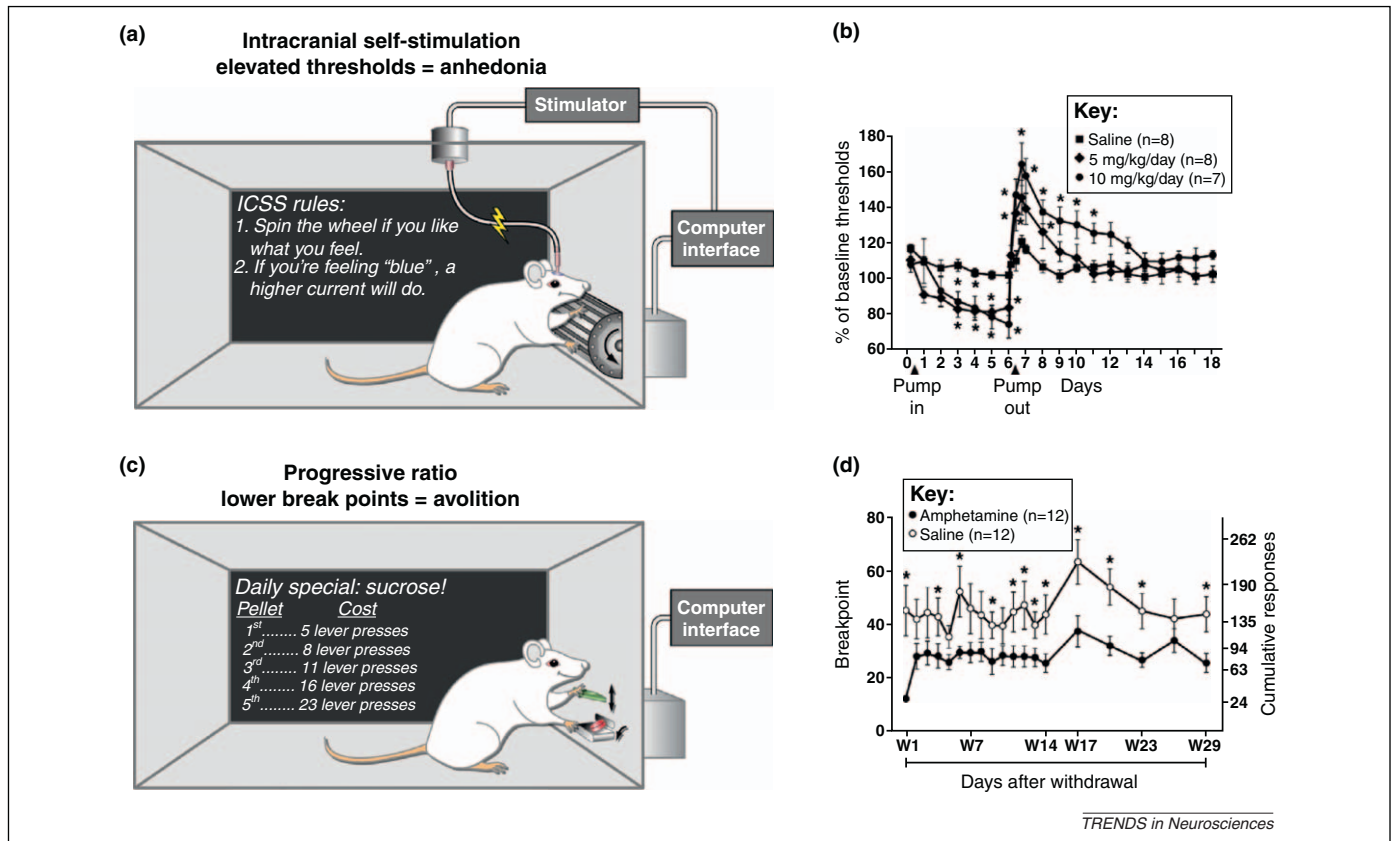 (a)
Intracranial self-stimulation
elevated thresholds = anhedonia
Stimulator
Computer
interface
ICSS rules:
1. Spin the wheel if you like
what you feel.
2. If you're feeling “blue” , a
higher current will do.
(b)
Key:
Saline (n=8)
5 mg/kg/day (n=8)
10 mg/kg/day (n=7)
% of baseline thresholds
180
160
140
120
100
80
60
0 1 2 3 4 5 6 7 8 9 10 12 14 16 18
Pump
in
Pump
out
Days
(c)
Progressive ratio
lower break points = avolition
Computer
interface
Daily special: sucrose!
Pellet Cost
1st........ 5 lever presses
2nd........ 8 lever presses
3rd........ 11 lever presses
4th........ 16 lever presses
5th........ 23 lever presses
(d)
Key:
Amphetamine (n=12)
Saline (n=12)
Breakpoint
80
60
40
20
0
262
190
135
94
63
24
Cumulative responses
W1 W7 W14 W17 W23 W29
Days after withdrawal
TRENDS in Neurosciences